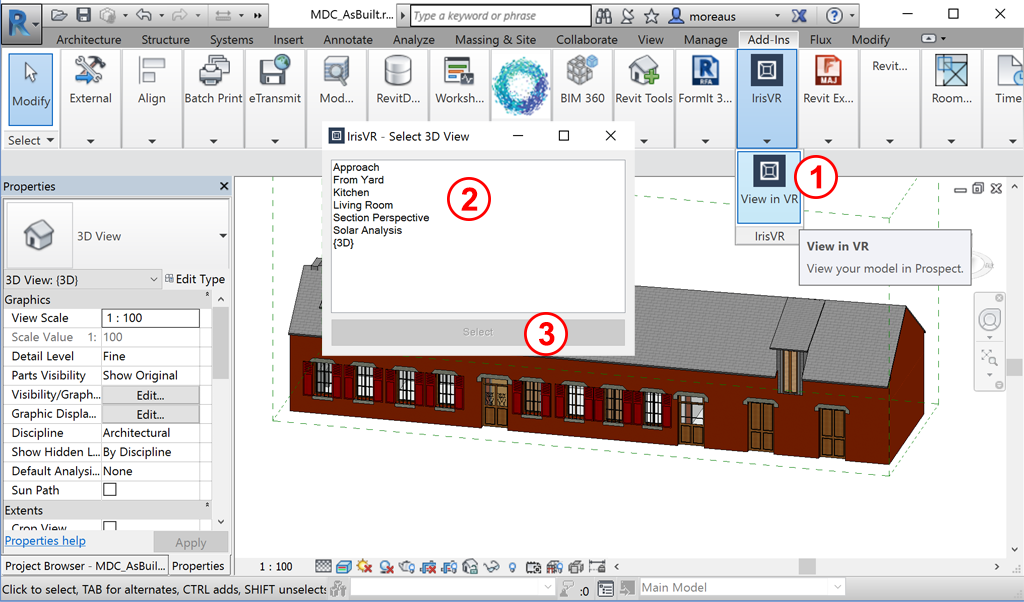 MDC_AsBuilt.r...
Type a keyword or phrase
moreaus
Architecture Structure Systems Insert Annotate Analyze Massing & Site Collaborate View Manage Add-Ins Flux Modify
Modify
External
Align
Batch Print
eTransmit
Mod...
RevitD...
Worksh...
BIM 360
Revit Tools
FormIt 3...
IrisVR
Revit Ex...
Revit...
Room...
Time
Select
IrisVR - Select 3D View
Approach
From Yard
Kitchen
Living Room
Section Perspective
Solar Analysis
{3D}
Select
1
2
3
View in VR
IrisVR
View in VR
View your model in Prospect.
Properties
3D View
3D View: {3D} Edit Type
Graphics
View Scale 1 : 100
Scale Value 1: 100
Detail Level Fine
Parts Visibility Show Original
Visibility/Graph... Edit...
Graphic Displa... Edit...
Discipline Architectural
Show Hidden L... By Discipline
Default Analysi... None
Sun Path
Extents
Crop View
Properties help Apply
Project Browser - MDC_AsBuil... Properties
1 : 100
Click to select, TAB for alternates, CTRL adds, SHIFT unselects :0 Main Model